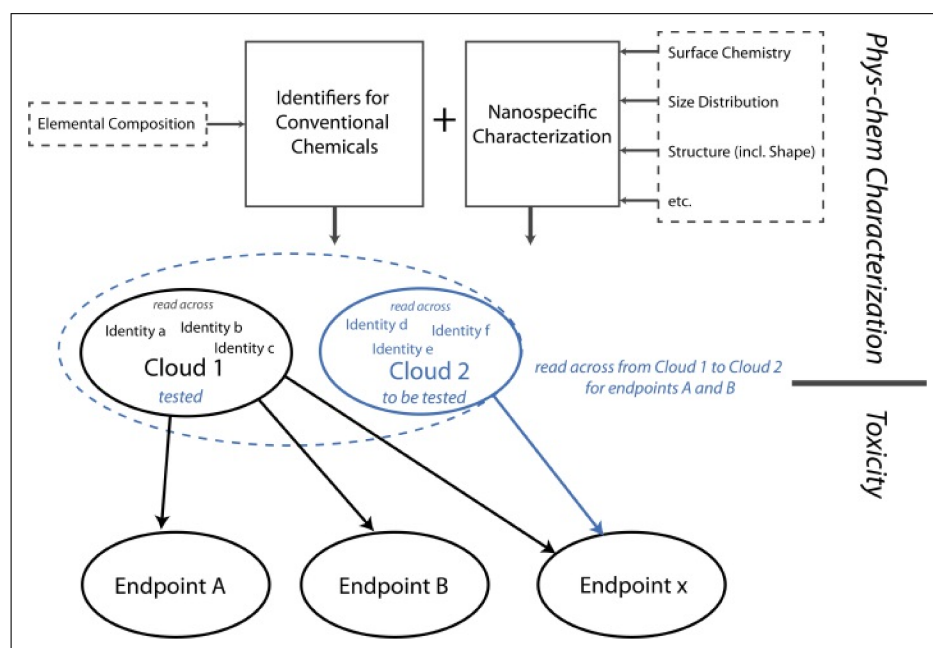 Elemental Composition
Identifiers for
Conventional
Chemicals
+
Nanospecific
Characterization
Surface Chemistry
Size Distribution
Structure (incl. Shape)
etc.
Phys-chem Characterization
read across
Identity a
Identity b
Identity c
Cloud 1
tested
read across
Identity d
Identity f
Identity e
Cloud 2
to be tested
read across from Cloud 1 to Cloud 2
for endpoints A and B
Toxicity
Endpoint A
Endpoint B
Endpoint x